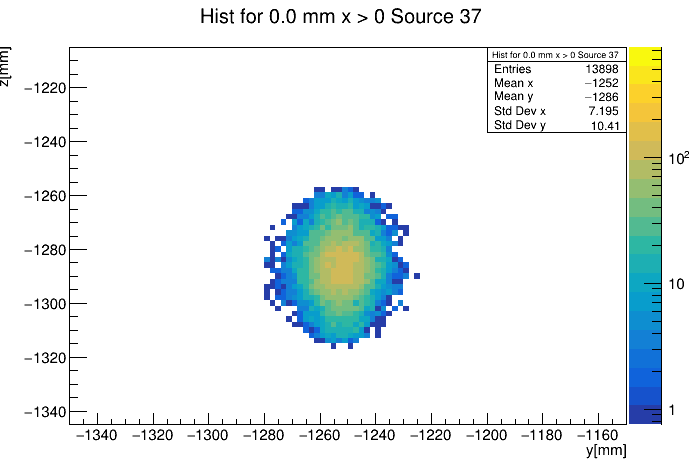 Hist for 0.0 mm x > 0 Source 37
z[mm]
Hist for 0.0 mm x > 0 Source 37
Entries 13898
Mean x −1252
Mean y −1286
Std Dev x 7.195
Std Dev y 10.41
−1220
−1240
−1260
−1280
−1300
−1320
−1340
10²
10
1
−1340 −1320 −1300 −1280 −1260 −1240 −1220 −1200 −1180 −1160
y[mm]